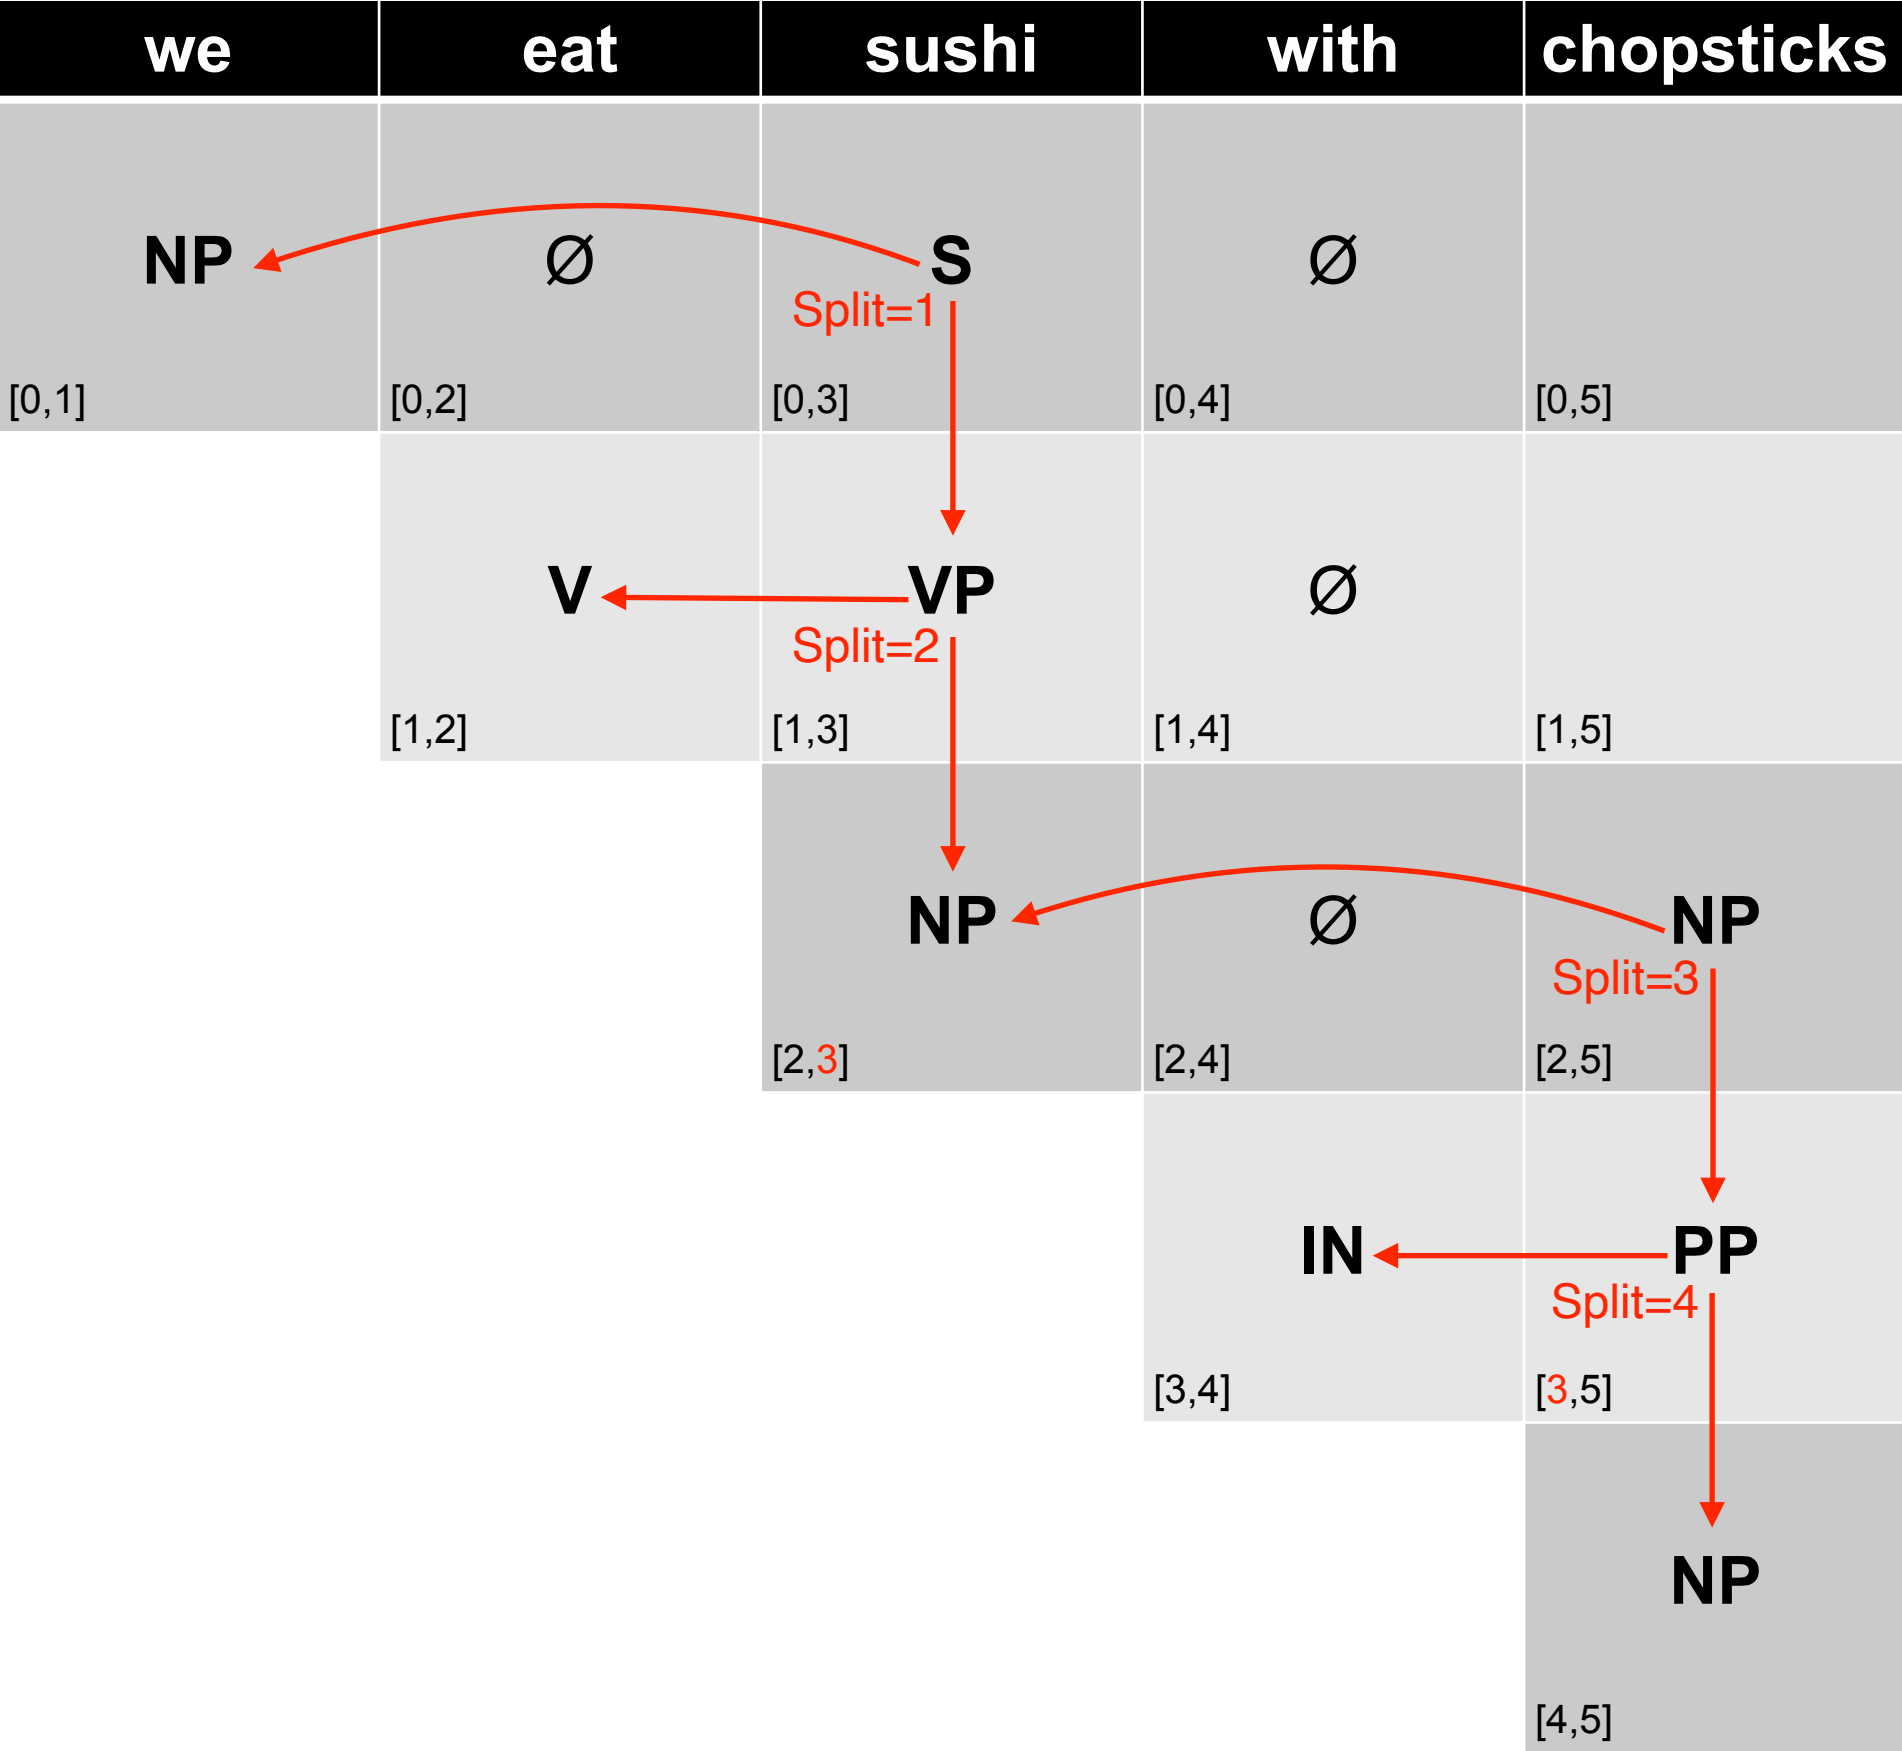 we eat sushi with chopsticks
NP Ø S Ø
Split=1
[0,1] [0,2] [0,3] [0,4] [0,5]
V VP Ø
Split=2
[1,2] [1,3] [1,4] [1,5]
NP Ø NP
Split=3
[2,3] [2,4] [2,5]
IN PP
Split=4
[3,4] [3,5]
NP
[4,5]